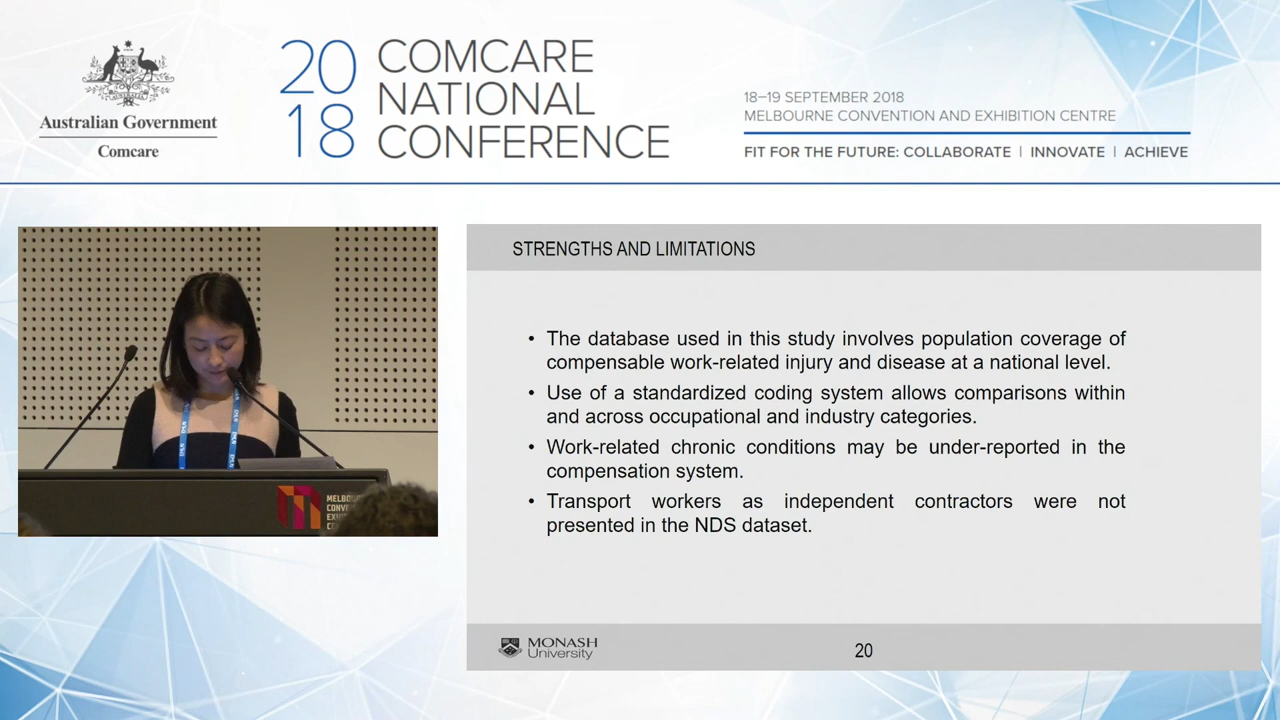 Australian Government
Comcare
20
18
COMCARE
NATIONAL
CONFERENCE
18–19 SEPTEMBER 2018
MELBOURNE CONVENTION AND EXHIBITION CENTRE
FIT FOR THE FUTURE: COLLABORATE | INNOVATE | ACHIEVE
STRENGTHS AND LIMITATIONS
• The database used in this study involves population coverage of
compensable work-related injury and disease at a national level.
• Use of a standardized coding system allows comparisons within
and across occupational and industry categories.
• Work-related chronic conditions may be under-reported in the
compensation system.
• Transport workers as independent contractors were not
presented in the NDS dataset.
MONASH
University
20